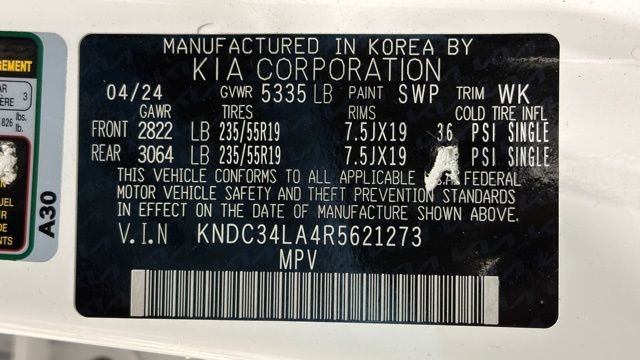 MANUFACTURED IN KOREA BY
KIA CORPORATION
04/24 GVWR 5335 LB PAINT SWP TRIM WK
GAWR TIRES RIMS COLD TIRE INFL
FRONT 2822 LB 235/55R19 7.5JX19 36 PSI SINGLE
REAR 3064 LB 235/55R19 7.5JX19 PSI SINGLE
THIS VEHICLE CONFORMS TO ALL APPLICABLE FEDERAL
MOTOR VEHICLE SAFETY AND THEFT PREVENTION STANDARDS
IN EFFECT ON THE DATE OF MANUFACTURE SHOWN ABOVE.
V.I.N KNDC34LA4R5621273
MPV
A30
3
826 lbs.